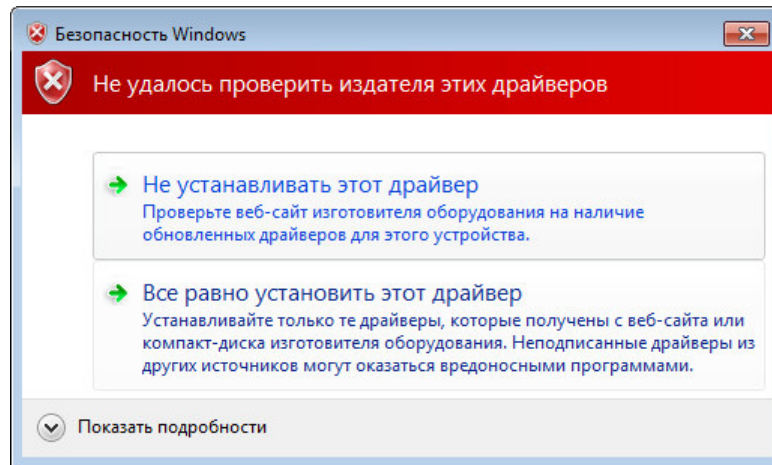 Безопасность Windows
Не удалось проверить издателя этих драйверов
Не устанавливать этот драйвер
Проверьте веб-сайт изготовителя оборудования на наличие
обновленных драйверов для этого устройства.
Все равно установить этот драйвер
Устанавливайте только те драйверы, которые получены с веб-сайта или
компакт-диска изготовителя оборудования. Неподписанные драйверы из
других источников могут оказаться вредоносными программами.
Показать подробности